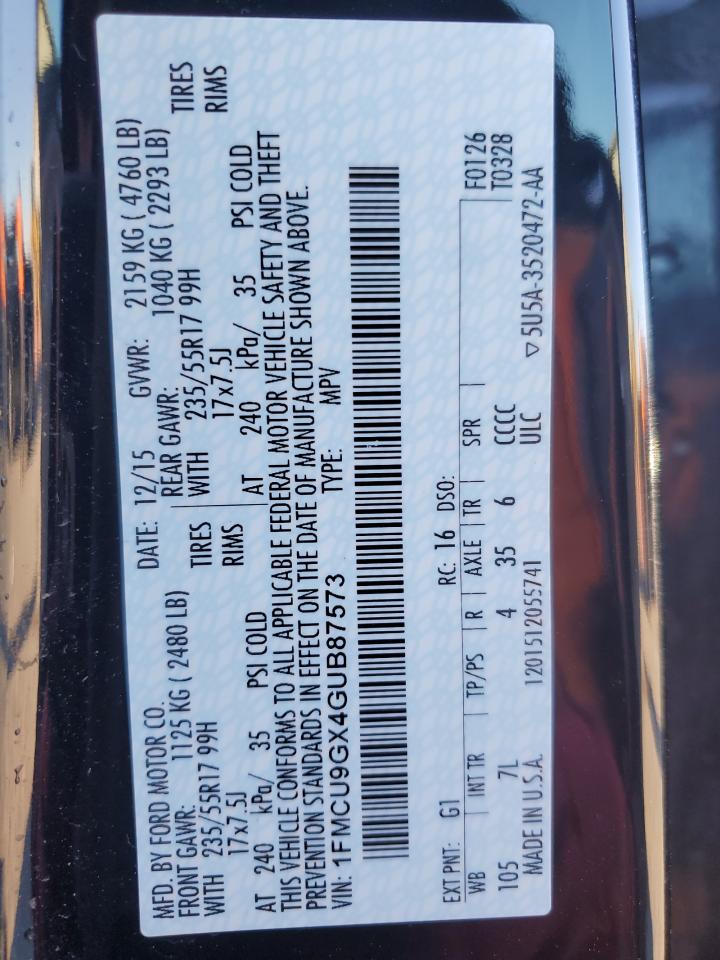 MFD. BY FORD MOTOR CO. DATE: 12/15 GVWR: 2159 KG ( 4760 LB)
FRONT GAWR: 1125 KG ( 2480 LB) REAR GAWR: 1040 KG ( 2293 LB)
WITH 235/55R17 99H TIRES WITH 235/55R17 99H TIRES
17x7.5J RIMS 17x7.5J RIMS
AT 240 kPa/ 35 PSI COLD AT 240 kPa/ 35 PSI COLD
THIS VEHICLE CONFORMS TO ALL APPLICABLE FEDERAL MOTOR VEHICLE SAFETY AND THEFT
PREVENTION STANDARDS IN EFFECT ON THE DATE OF MANUFACTURE SHOWN ABOVE.
VIN: 1FMCU9GX4GUB87573 TYPE: MPV
EXT PNT: G1 RC: 16 DSO: F0126
WB INT TR TP/PS R AXLE TR SPR T0328
105 7L 4 35 6 CCCC
MADE IN U.S.A. 1201512055741 ULC ▽ 5U5A-3520472-AA